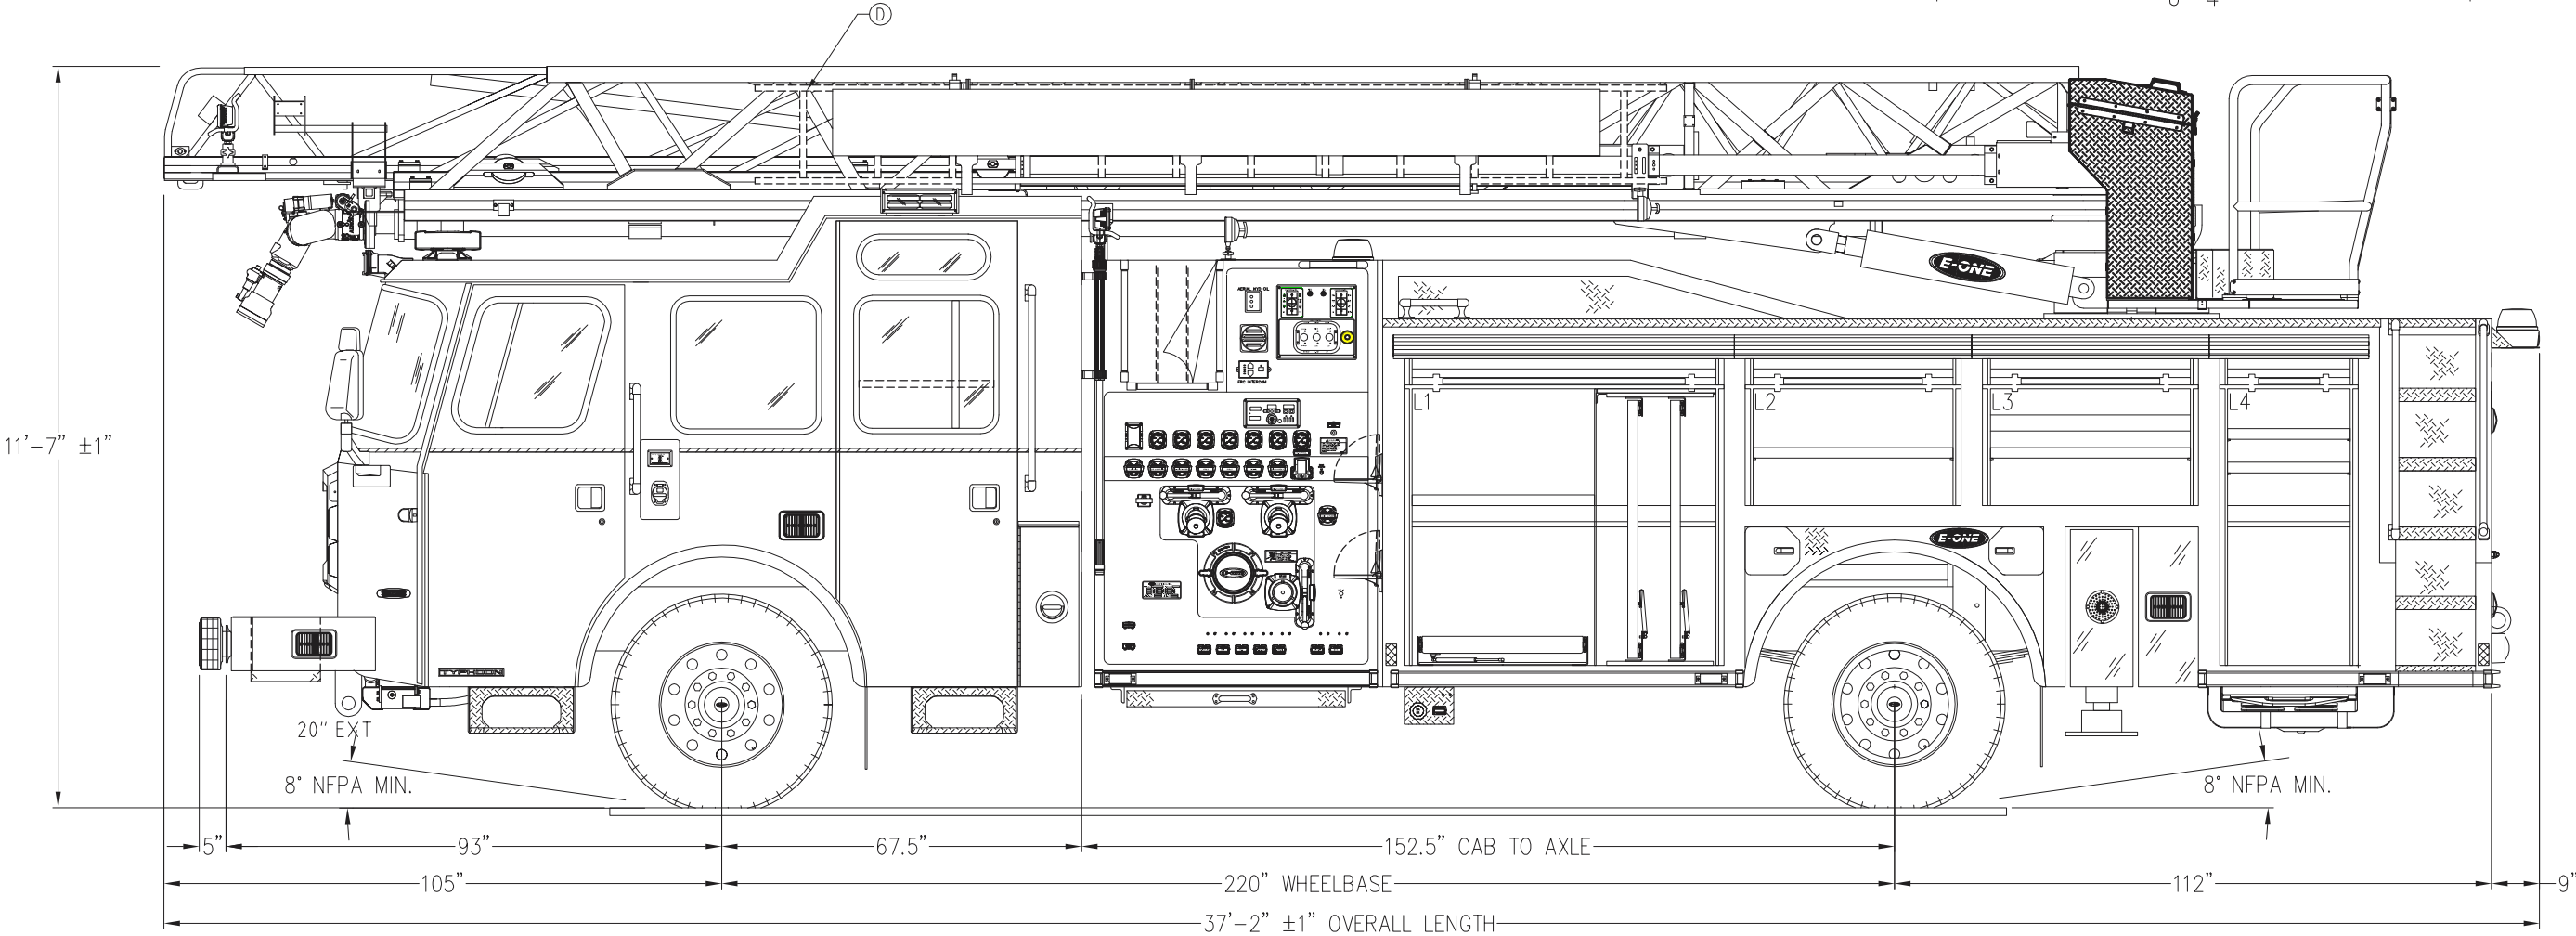 D
AERIAL HYD OIL
E-ONE
FRC INTERCOM
L1
L2
L3
L4
11'-7" ±1"
E-ONE
TYPHOON
20" EXT
8° NFPA MIN.
8° NFPA MIN.
5"
93"
67.5"
152.5" CAB TO AXLE
105"
220" WHEELBASE
112"
9"
37'-2" ±1" OVERALL LENGTH